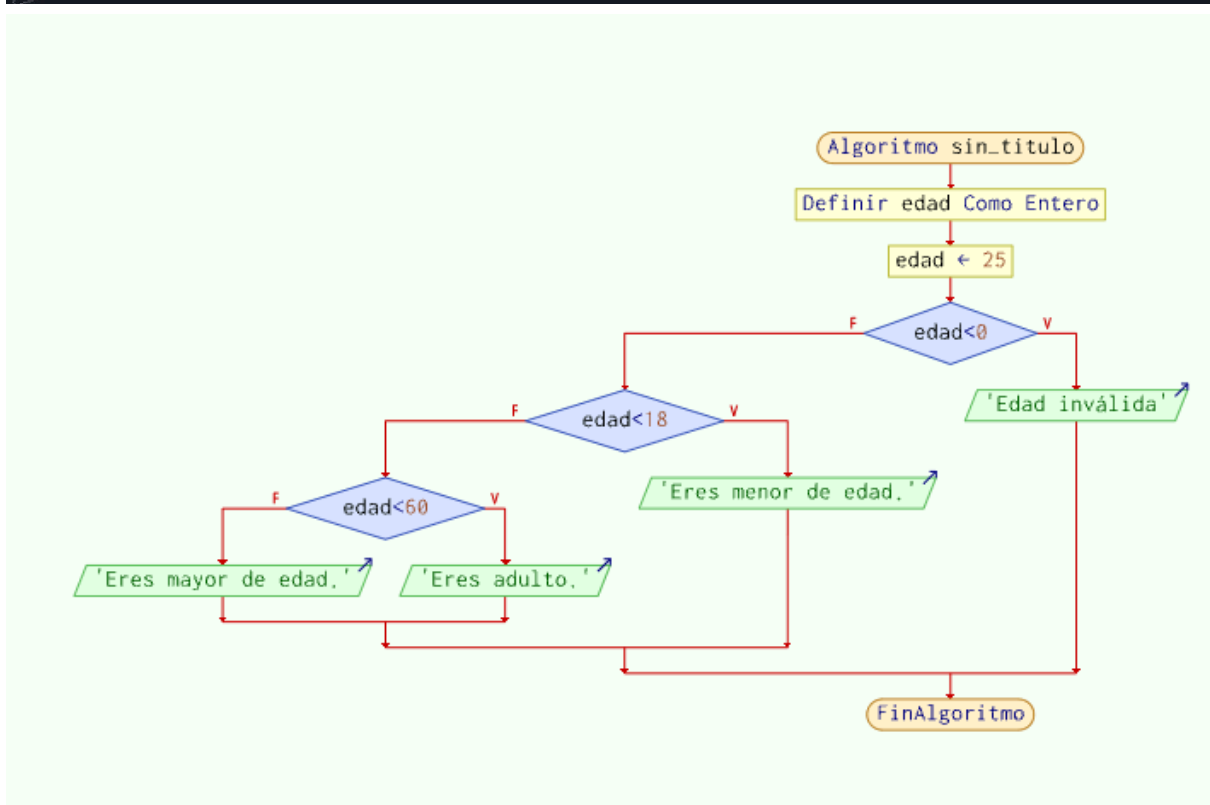 Algoritmo sin_titulo
Definir edad Como Entero
edad ← 25
F
edad<0
V
'Edad inválida'
F
edad<18
V
'Eres menor de edad.'
F
edad<60
V
'Eres mayor de edad.'
'Eres adulto.'
FinAlgoritmo